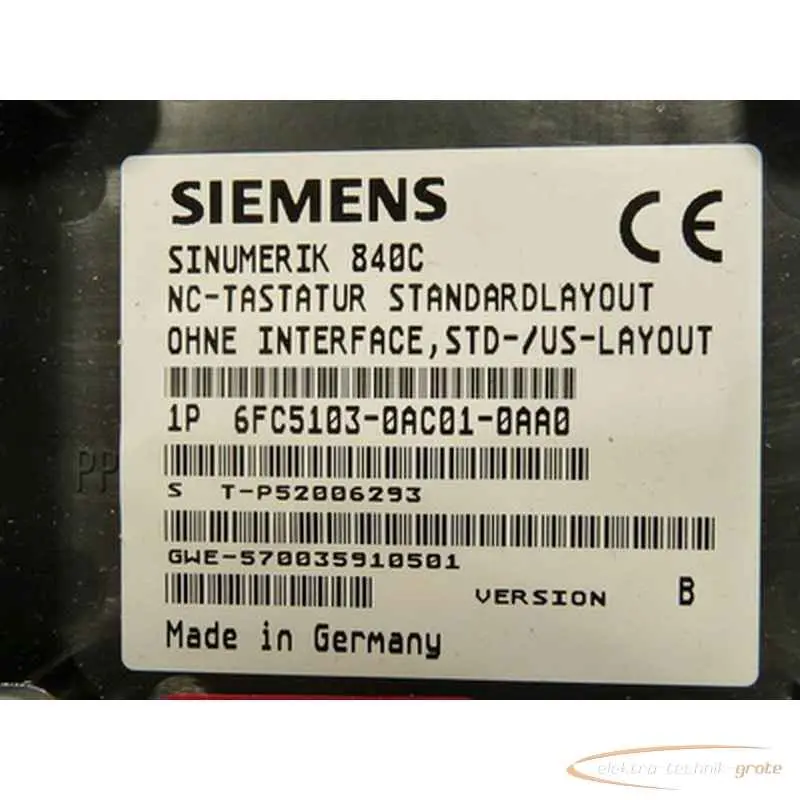 SIEMENS
CE
SINUMERIK 840C
NC-TASTATUR STANDARDLAYOUT
OHNE INTERFACE,STD-/US-LAYOUT
1P 6FC5103-0AC01-0AA0
PP
S T-P52006293
GWE-570035910501
VERSION B
Made in Germany
elektro-technik-grote